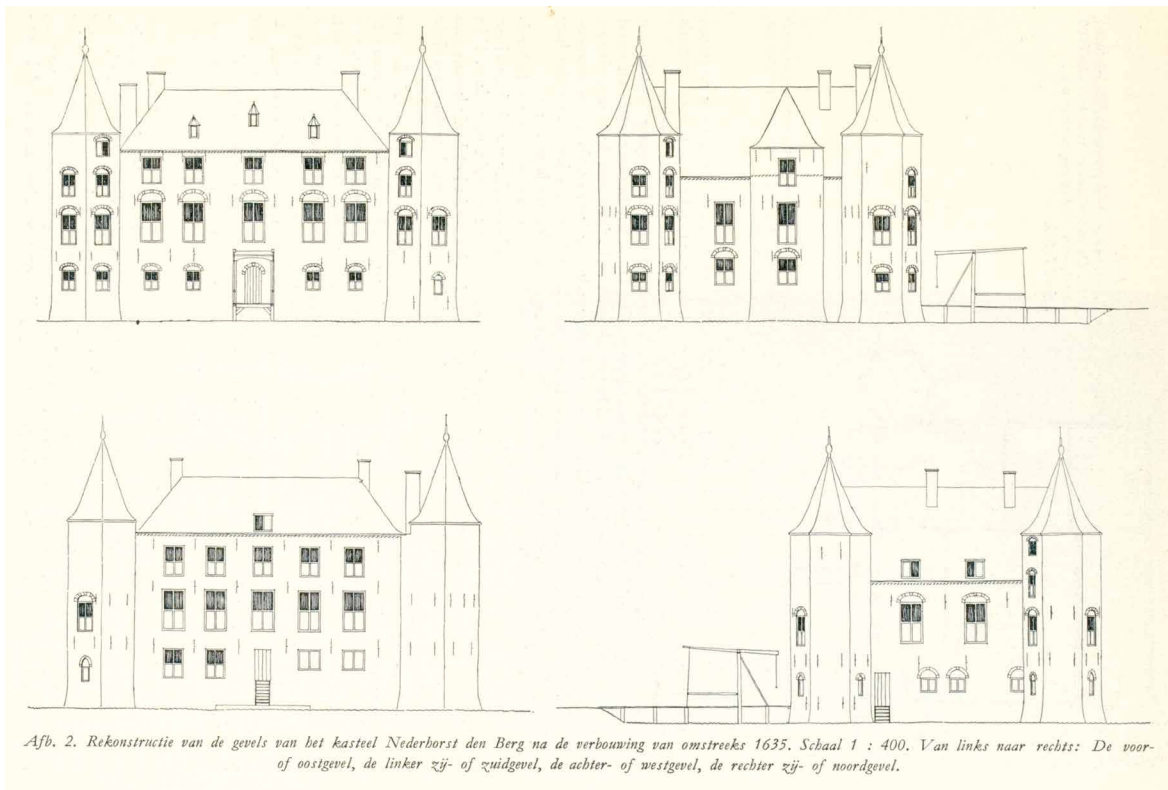 Afb. 2. Rekonstructie van de gevels van het kasteel Nederhorst den Berg na de verbouwing van omstreeks 1635. Schaal 1 : 400. Van links naar rechts: De voor-
of oostgevel, de linker zij- of zuidgevel, de achter- of westgevel, de rechter zij- of noordgevel.